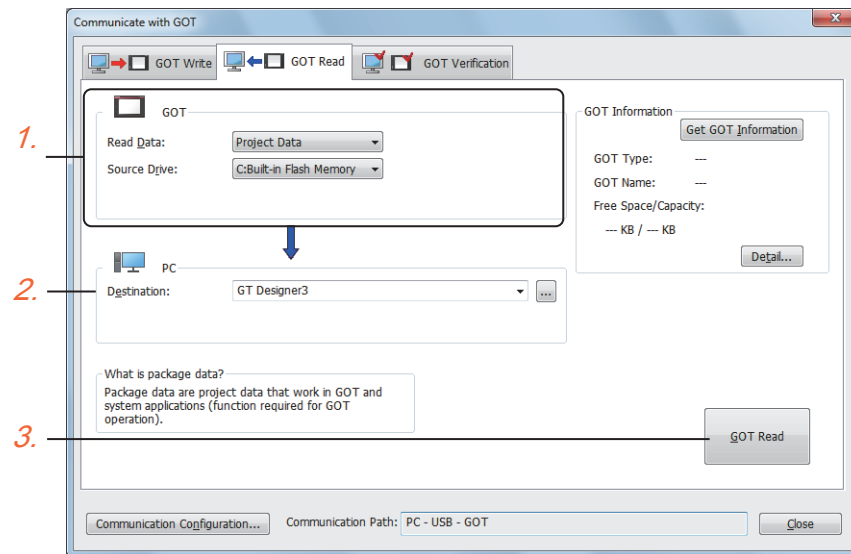 Communicate with GOT
GOT Write
GOT Read
GOT Verification
1.
GOT
Read Data:
Project Data
Source Drive:
C:Built-in Flash Memory
GOT Information
Get GOT Information
GOT Type:
---
GOT Name:
---
Free Space/Capacity:
--- KB / --- KB
Detail...
2.
PC
Destination:
GT Designer3
...
What is package data?
Package data are project data that work in GOT and
system applications (function required for GOT
operation).
3.
GOT Read
Communication Configuration...
Communication Path:
PC - USB - GOT
Close